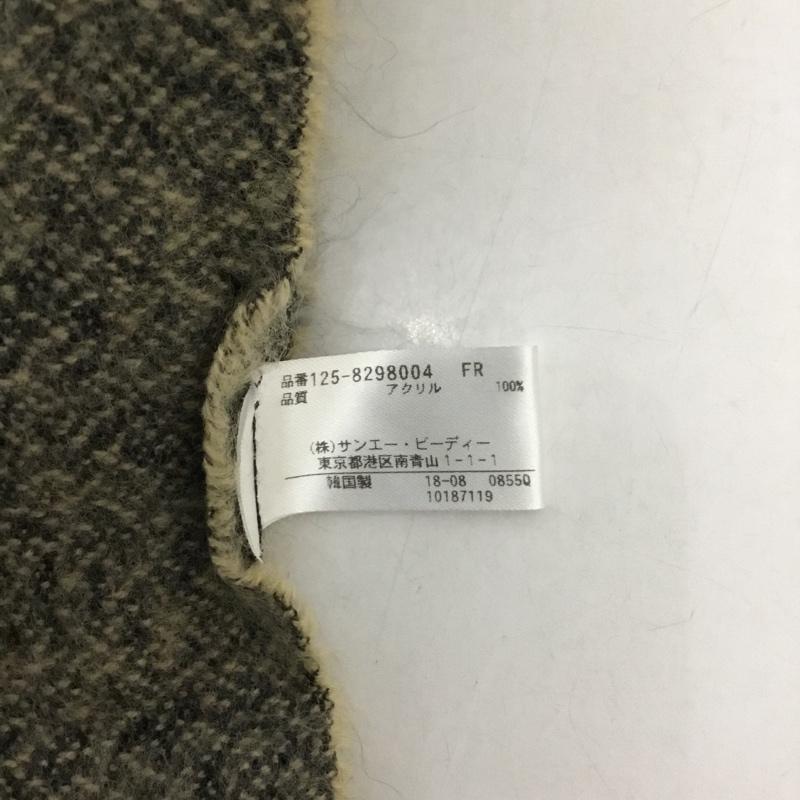 品番125-8298004 FR
品質 アクリル 100%
(株)サンエー・ビーディー
東京都港区南青山1-1-1
韓国製 18-08 0855Q
10187119